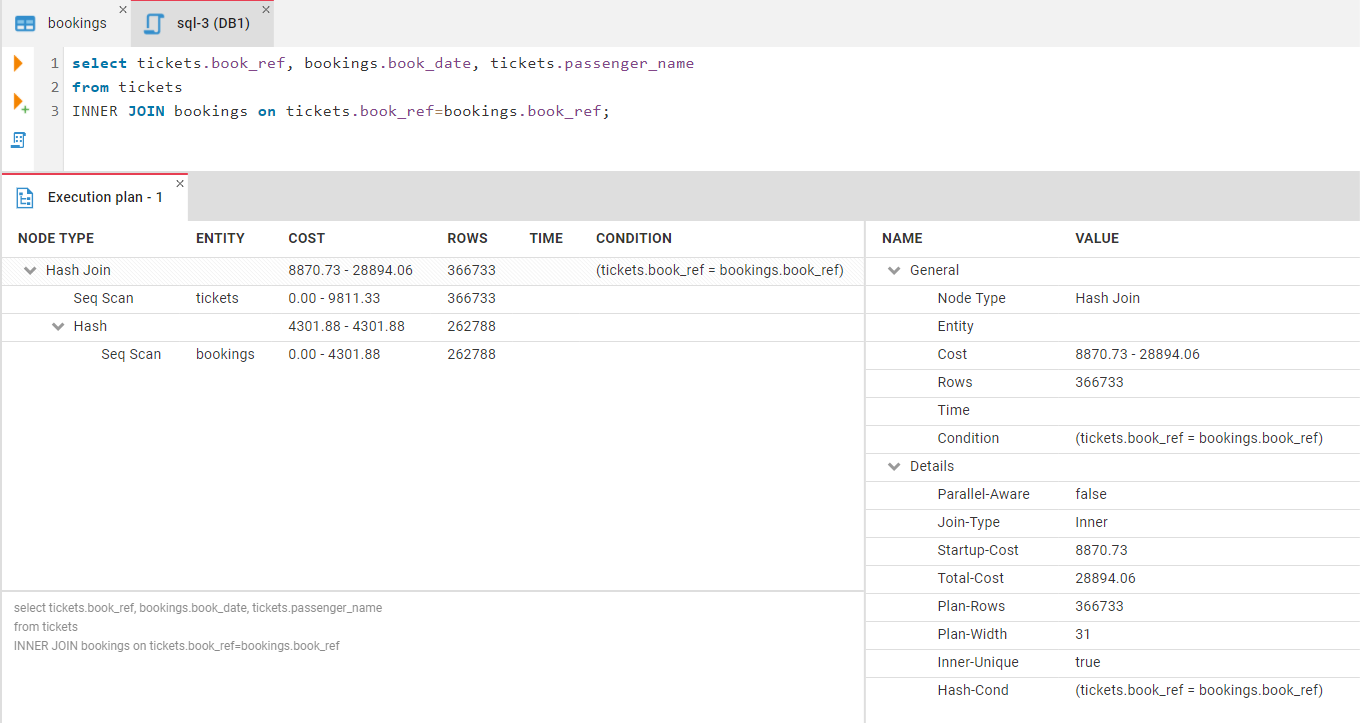 bookings
sql-3 (DB1)
1 select tickets.book_ref, bookings.book_date, tickets.passenger_name
2 from tickets
3 INNER JOIN bookings on tickets.book_ref=bookings.book_ref;
Execution plan - 1
NODE TYPE ENTITY COST ROWS TIME CONDITION
Hash Join 8870.73 - 28894.06 366733 (tickets.book_ref = bookings.book_ref)
Seq Scan tickets 0.00 - 9811.33 366733
Hash 4301.88 - 4301.88 262788
Seq Scan bookings 0.00 - 4301.88 262788
select tickets.book_ref, bookings.book_date, tickets.passenger_name
from tickets
INNER JOIN bookings on tickets.book_ref=bookings.book_ref
NAME VALUE
General
Node Type Hash Join
Entity
Cost 8870.73 - 28894.06
Rows 366733
Time
Condition (tickets.book_ref = bookings.book_ref)
Details
Parallel-Aware false
Join-Type Inner
Startup-Cost 8870.73
Total-Cost 28894.06
Plan-Rows 366733
Plan-Width 31
Inner-Unique true
Hash-Cond (tickets.book_ref = bookings.book_ref)